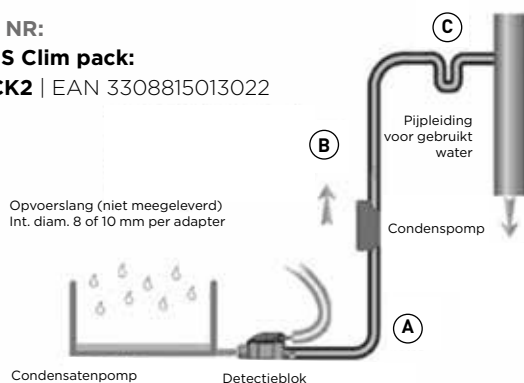 NR:
S Clim pack:
CK2 | EAN 3308815013022
C
Pijpleiding
voor gebruikt
water
B
Opvoerslang (niet meegeleverd)
Int. diam. 8 of 10 mm per adapter
Condenspomp
A
Condensatenpomp
Detectieblok